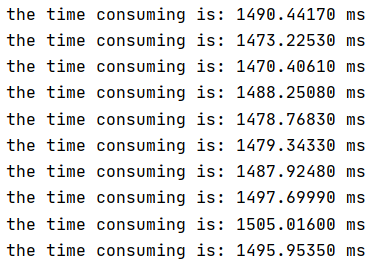 the time consuming is: 1490.44170 ms
the time consuming is: 1473.22530 ms
the time consuming is: 1470.40610 ms
the time consuming is: 1488.25080 ms
the time consuming is: 1478.76830 ms
the time consuming is: 1479.34330 ms
the time consuming is: 1487.92480 ms
the time consuming is: 1497.69990 ms
the time consuming is: 1505.01600 ms
the time consuming is: 1495.95350 ms